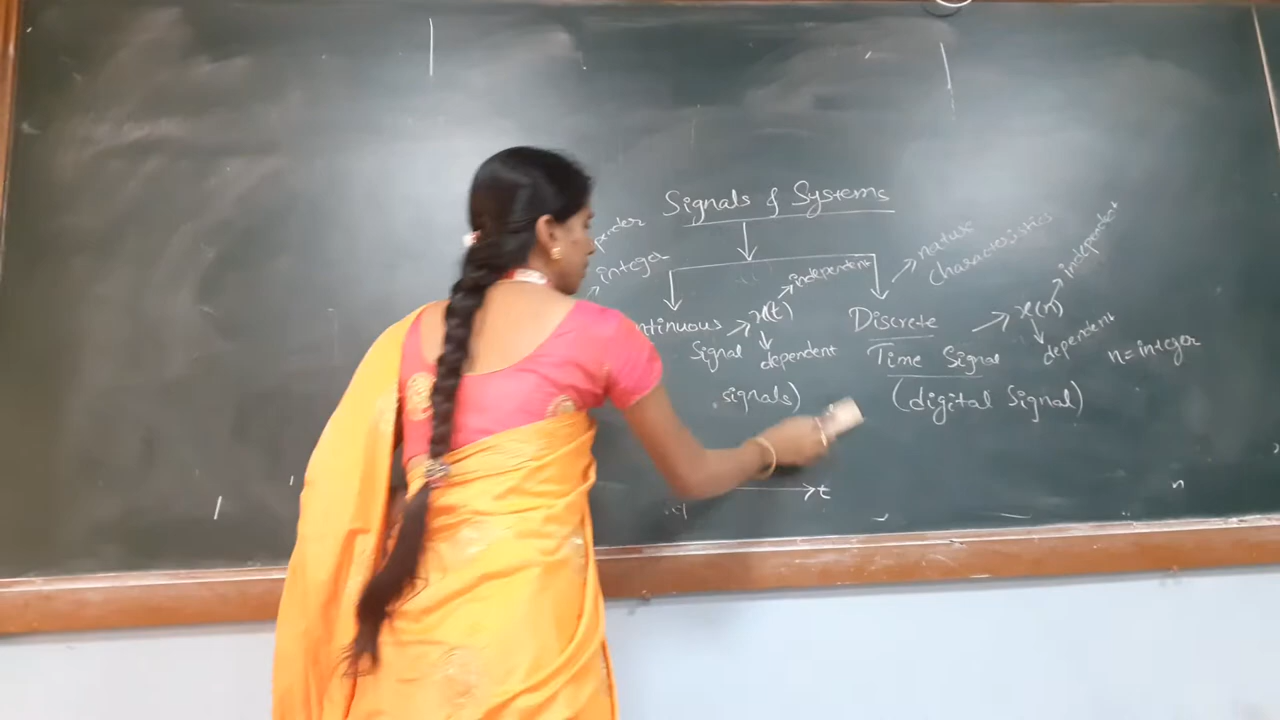 Signals & Systems
integer
nature
characteristics
independent
independent
x(t)
Signal
dependent
signals)
Discrete
x(n)
Time Signal
dependent
n=integer
(digital Signal)
t
n